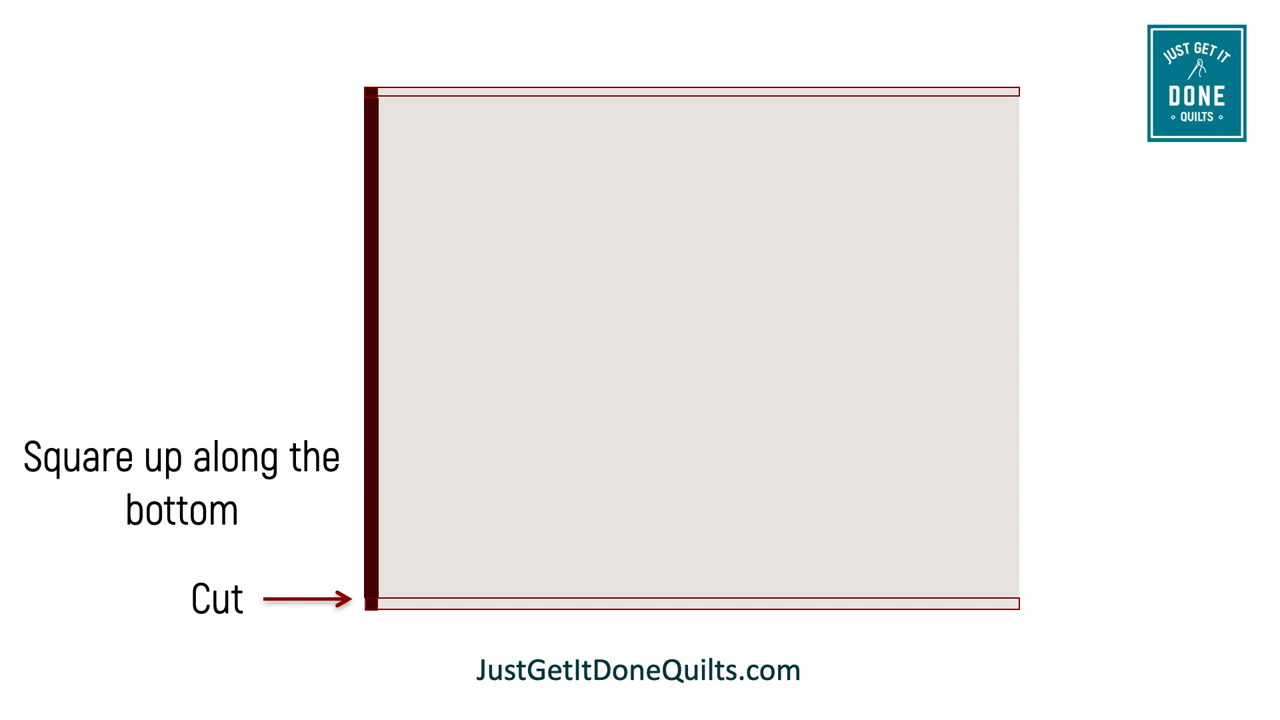 JUST GET IT
DONE
QUILTS
Square up along the
bottom
Cut
JustGetItDoneQuilts.com